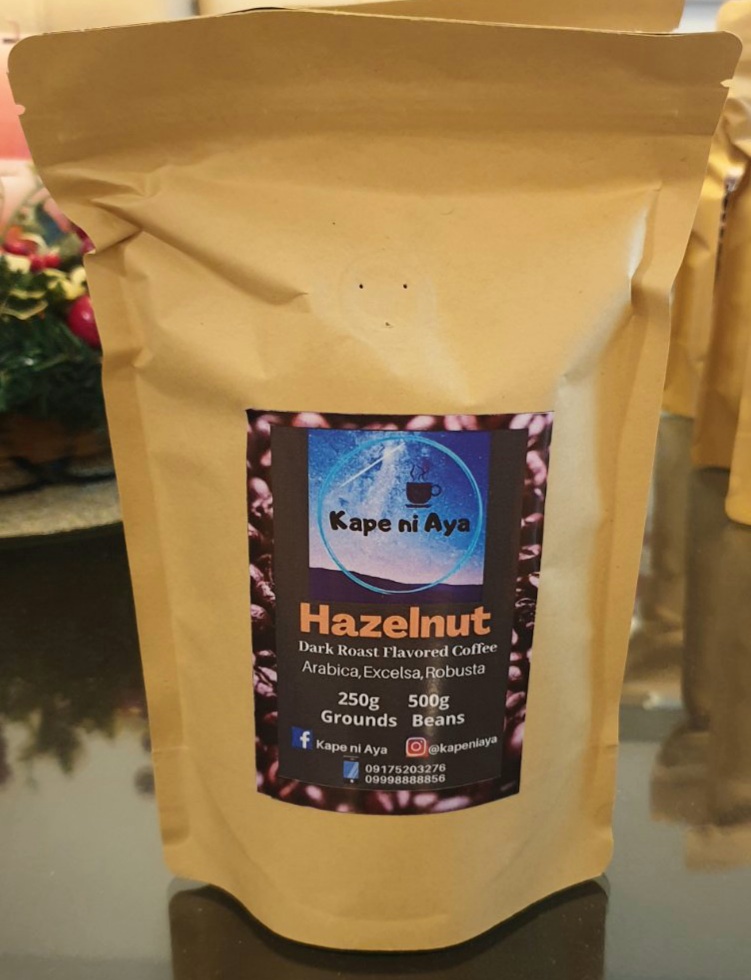 Kape ni Aya
Hazelnut
Dark Roast Flavored Coffee
Arabica, Excelsa, Robusta
250g 500g
Grounds Beans
Kape ni Aya @kapeniaya
09175203276
09998888856